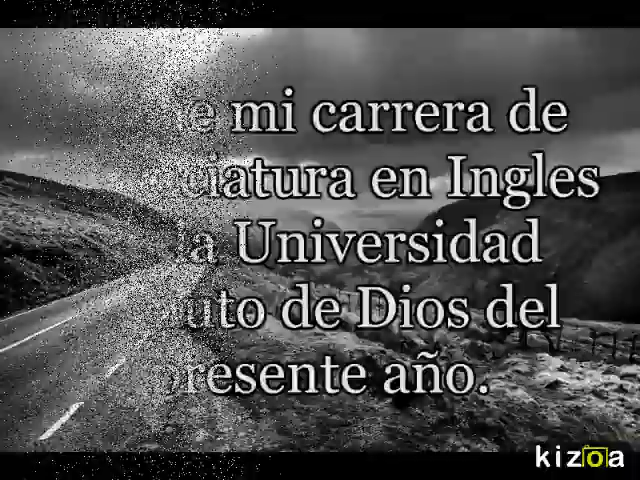 mi carrera de
en Ingles
Universidad
de Dios del
presente año.
kizoa